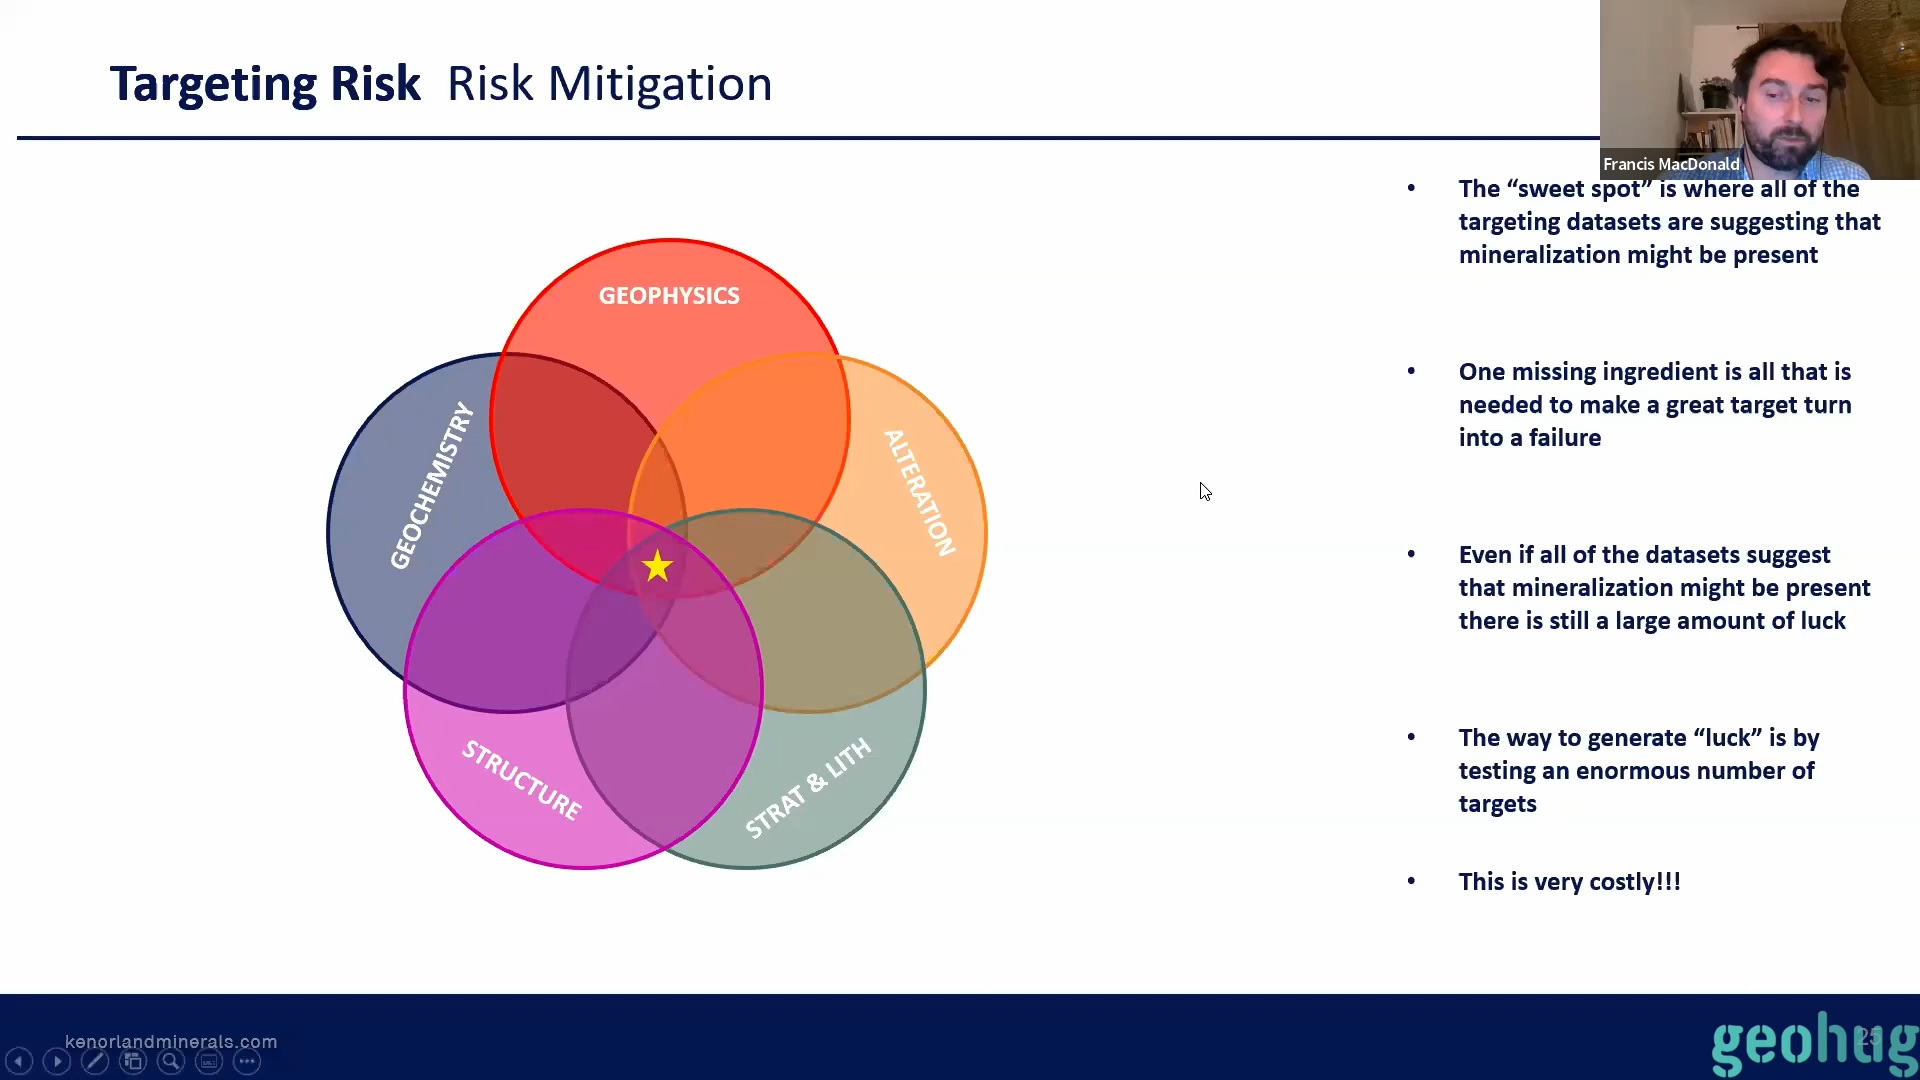 Targeting Risk Risk Mitigation
Francis MacDonald
GEOPHYSICS
GEOCHEMISTRY
ALTERATION
STRUCTURE
STRAT & LITH
• The “sweet spot” is where all of the
targeting datasets are suggesting that
mineralization might be present
• One missing ingredient is all that is
needed to make a great target turn
into a failure
• Even if all of the datasets suggest
that mineralization might be present
there is still a large amount of luck
• The way to generate “luck” is by
testing an enormous number of
targets
• This is very costly!!!
kenorlandminerals.com
geohug
25